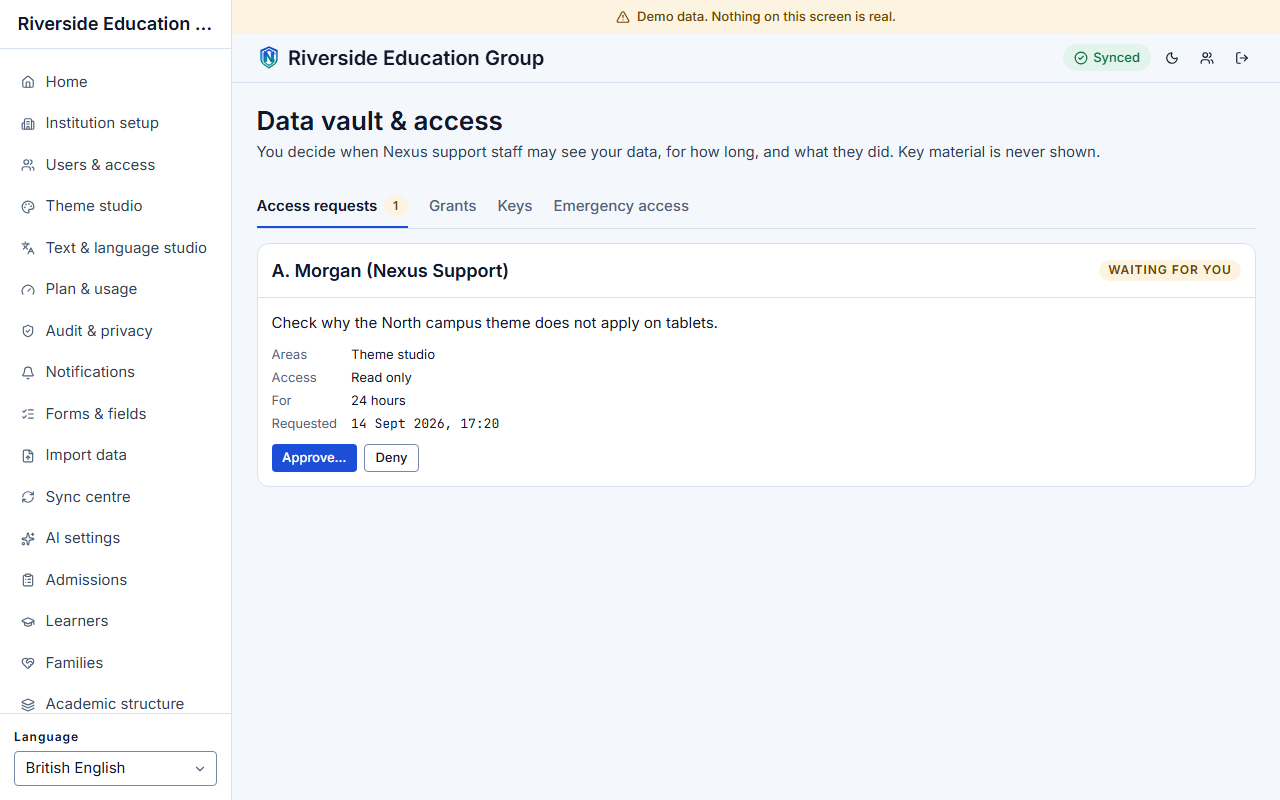 Riverside Education ...
Demo data. Nothing on this screen is real.
Riverside Education Group
Synced
Home
Institution setup
Users & access
Theme studio
Text & language studio
Plan & usage
Audit & privacy
Notifications
Forms & fields
Import data
Sync centre
AI settings
Admissions
Learners
Families
Academic structure
Language
British English
Data vault & access
You decide when Nexus support staff may see your data, for how long, and what they did. Key material is never shown.
Access requests 1 Grants Keys Emergency access
A. Morgan (Nexus Support)
WAITING FOR YOU
Check why the North campus theme does not apply on tablets.
Areas Theme studio
Access Read only
For 24 hours
Requested 14 Sept 2026, 17:20
Approve... Deny